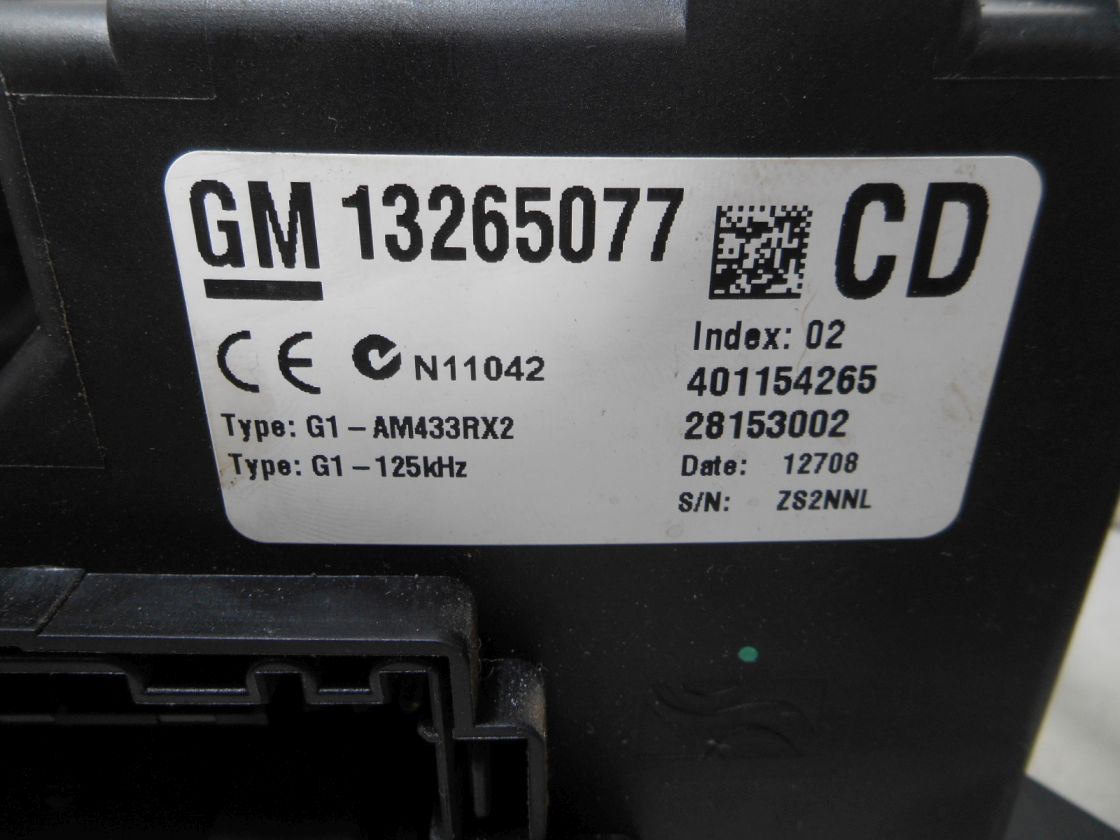 GM 13265077 CD
CE N11042
Type: G1-AM433RX2
Type: G1-125kHz
Index: 02
401154265
28153002
Date: 12708
S/N: ZS2NNL